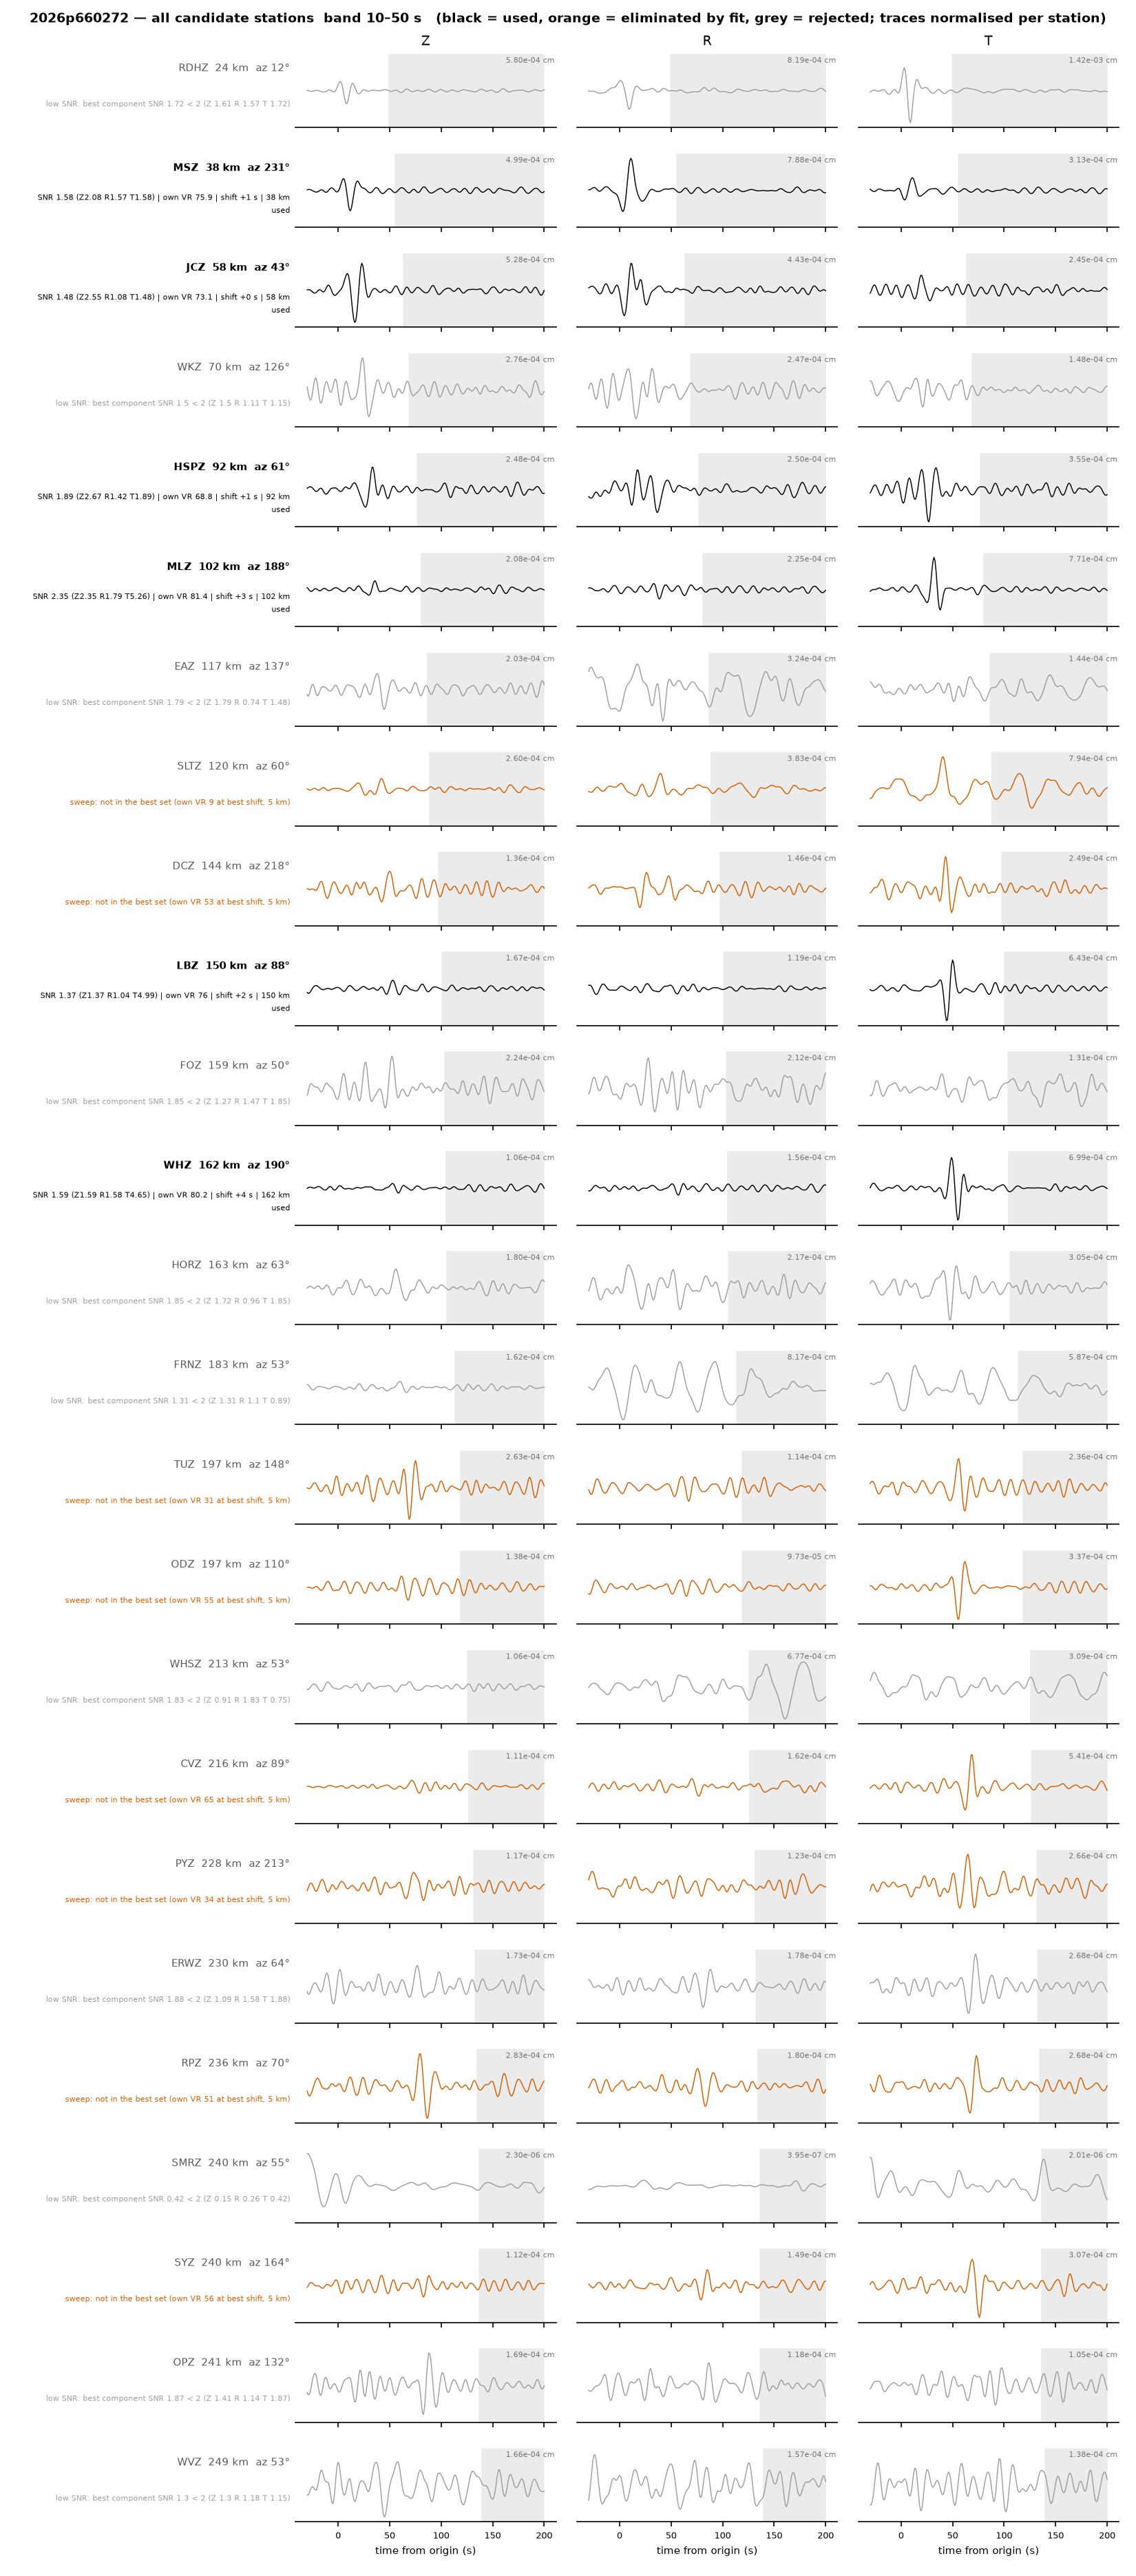 2026p660272 — all candidate stations  band 10–50 s   (black = used, orange = eliminated by fit, grey = rejected; traces normalised per station)
Z R T
RDHZ  24 km  az 12°
low SNR: best component SNR 1.72 < 2 (Z 1.61 R 1.57 T 1.72)
5.80e-04 cm 8.19e-04 cm 1.42e-03 cm
MSZ  38 km  az 231°
SNR 1.58 (Z2.08 R1.57 T1.58) | own VR 75.9 | shift +1 s | 38 km
used
4.99e-04 cm 7.88e-04 cm 3.13e-04 cm
JCZ  58 km  az 43°
SNR 1.48 (Z2.55 R1.08 T1.48) | own VR 73.1 | shift +0 s | 58 km
used
5.28e-04 cm 4.43e-04 cm 2.45e-04 cm
WKZ  70 km  az 126°
low SNR: best component SNR 1.5 < 2 (Z 1.5 R 1.11 T 1.15)
2.76e-04 cm 2.47e-04 cm 1.48e-04 cm
HSPZ  92 km  az 61°
SNR 1.89 (Z2.67 R1.42 T1.89) | own VR 68.8 | shift +1 s | 92 km
used
2.48e-04 cm 2.50e-04 cm 3.55e-04 cm
MLZ  102 km  az 188°
SNR 2.35 (Z2.35 R1.79 T5.26) | own VR 81.4 | shift +3 s | 102 km
used
2.08e-04 cm 2.25e-04 cm 7.71e-04 cm
EAZ  117 km  az 137°
low SNR: best component SNR 1.79 < 2 (Z 1.79 R 0.74 T 1.48)
2.03e-04 cm 3.24e-04 cm 1.44e-04 cm
SLTZ  120 km  az 60°
sweep: not in the best set (own VR 9 at best shift, 5 km)
2.60e-04 cm 3.83e-04 cm 7.94e-04 cm
DCZ  144 km  az 218°
sweep: not in the best set (own VR 53 at best shift, 5 km)
1.36e-04 cm 1.46e-04 cm 2.49e-04 cm
LBZ  150 km  az 88°
SNR 1.37 (Z1.37 R1.04 T4.99) | own VR 76 | shift +2 s | 150 km
used
1.67e-04 cm 1.19e-04 cm 6.43e-04 cm
FOZ  159 km  az 50°
low SNR: best component SNR 1.85 < 2 (Z 1.27 R 1.47 T 1.85)
2.24e-04 cm 2.12e-04 cm 1.31e-04 cm
WHZ  162 km  az 190°
SNR 1.59 (Z1.59 R1.58 T4.65) | own VR 80.2 | shift +4 s | 162 km
used
1.06e-04 cm 1.56e-04 cm 6.99e-04 cm
HORZ  163 km  az 63°
low SNR: best component SNR 1.85 < 2 (Z 1.72 R 0.96 T 1.85)
1.80e-04 cm 2.17e-04 cm 3.05e-04 cm
FRNZ  183 km  az 53°
low SNR: best component SNR 1.31 < 2 (Z 1.31 R 1.1 T 0.89)
1.62e-04 cm 8.17e-04 cm 5.87e-04 cm
TUZ  197 km  az 148°
sweep: not in the best set (own VR 31 at best shift, 5 km)
2.63e-04 cm 1.14e-04 cm 2.36e-04 cm
ODZ  197 km  az 110°
sweep: not in the best set (own VR 55 at best shift, 5 km)
1.38e-04 cm 9.73e-05 cm 3.37e-04 cm
WHSZ  213 km  az 53°
low SNR: best component SNR 1.83 < 2 (Z 0.91 R 1.83 T 0.75)
1.06e-04 cm 6.77e-04 cm 3.09e-04 cm
CVZ  216 km  az 89°
sweep: not in the best set (own VR 65 at best shift, 5 km)
1.11e-04 cm 1.62e-04 cm 5.41e-04 cm
PYZ  228 km  az 213°
sweep: not in the best set (own VR 34 at best shift, 5 km)
1.17e-04 cm 1.23e-04 cm 2.66e-04 cm
ERWZ  230 km  az 64°
low SNR: best component SNR 1.88 < 2 (Z 1.09 R 1.58 T 1.88)
1.73e-04 cm 1.78e-04 cm 2.68e-04 cm
RPZ  236 km  az 70°
sweep: not in the best set (own VR 51 at best shift, 5 km)
2.83e-04 cm 1.80e-04 cm 2.68e-04 cm
SMRZ  240 km  az 55°
low SNR: best component SNR 0.42 < 2 (Z 0.15 R 0.26 T 0.42)
2.30e-06 cm 3.95e-07 cm 2.01e-06 cm
SYZ  240 km  az 164°
sweep: not in the best set (own VR 56 at best shift, 5 km)
1.12e-04 cm 1.49e-04 cm 3.07e-04 cm
OPZ  241 km  az 132°
low SNR: best component SNR 1.87 < 2 (Z 1.41 R 1.14 T 1.87)
1.69e-04 cm 1.18e-04 cm 1.05e-04 cm
WVZ  249 km  az 53°
low SNR: best component SNR 1.3 < 2 (Z 1.3 R 1.18 T 1.15)
1.66e-04 cm 1.57e-04 cm 1.38e-04 cm
0 50 100 150 200 0 50 100 150 200 0 50 100 150 200
time from origin (s) time from origin (s) time from origin (s)